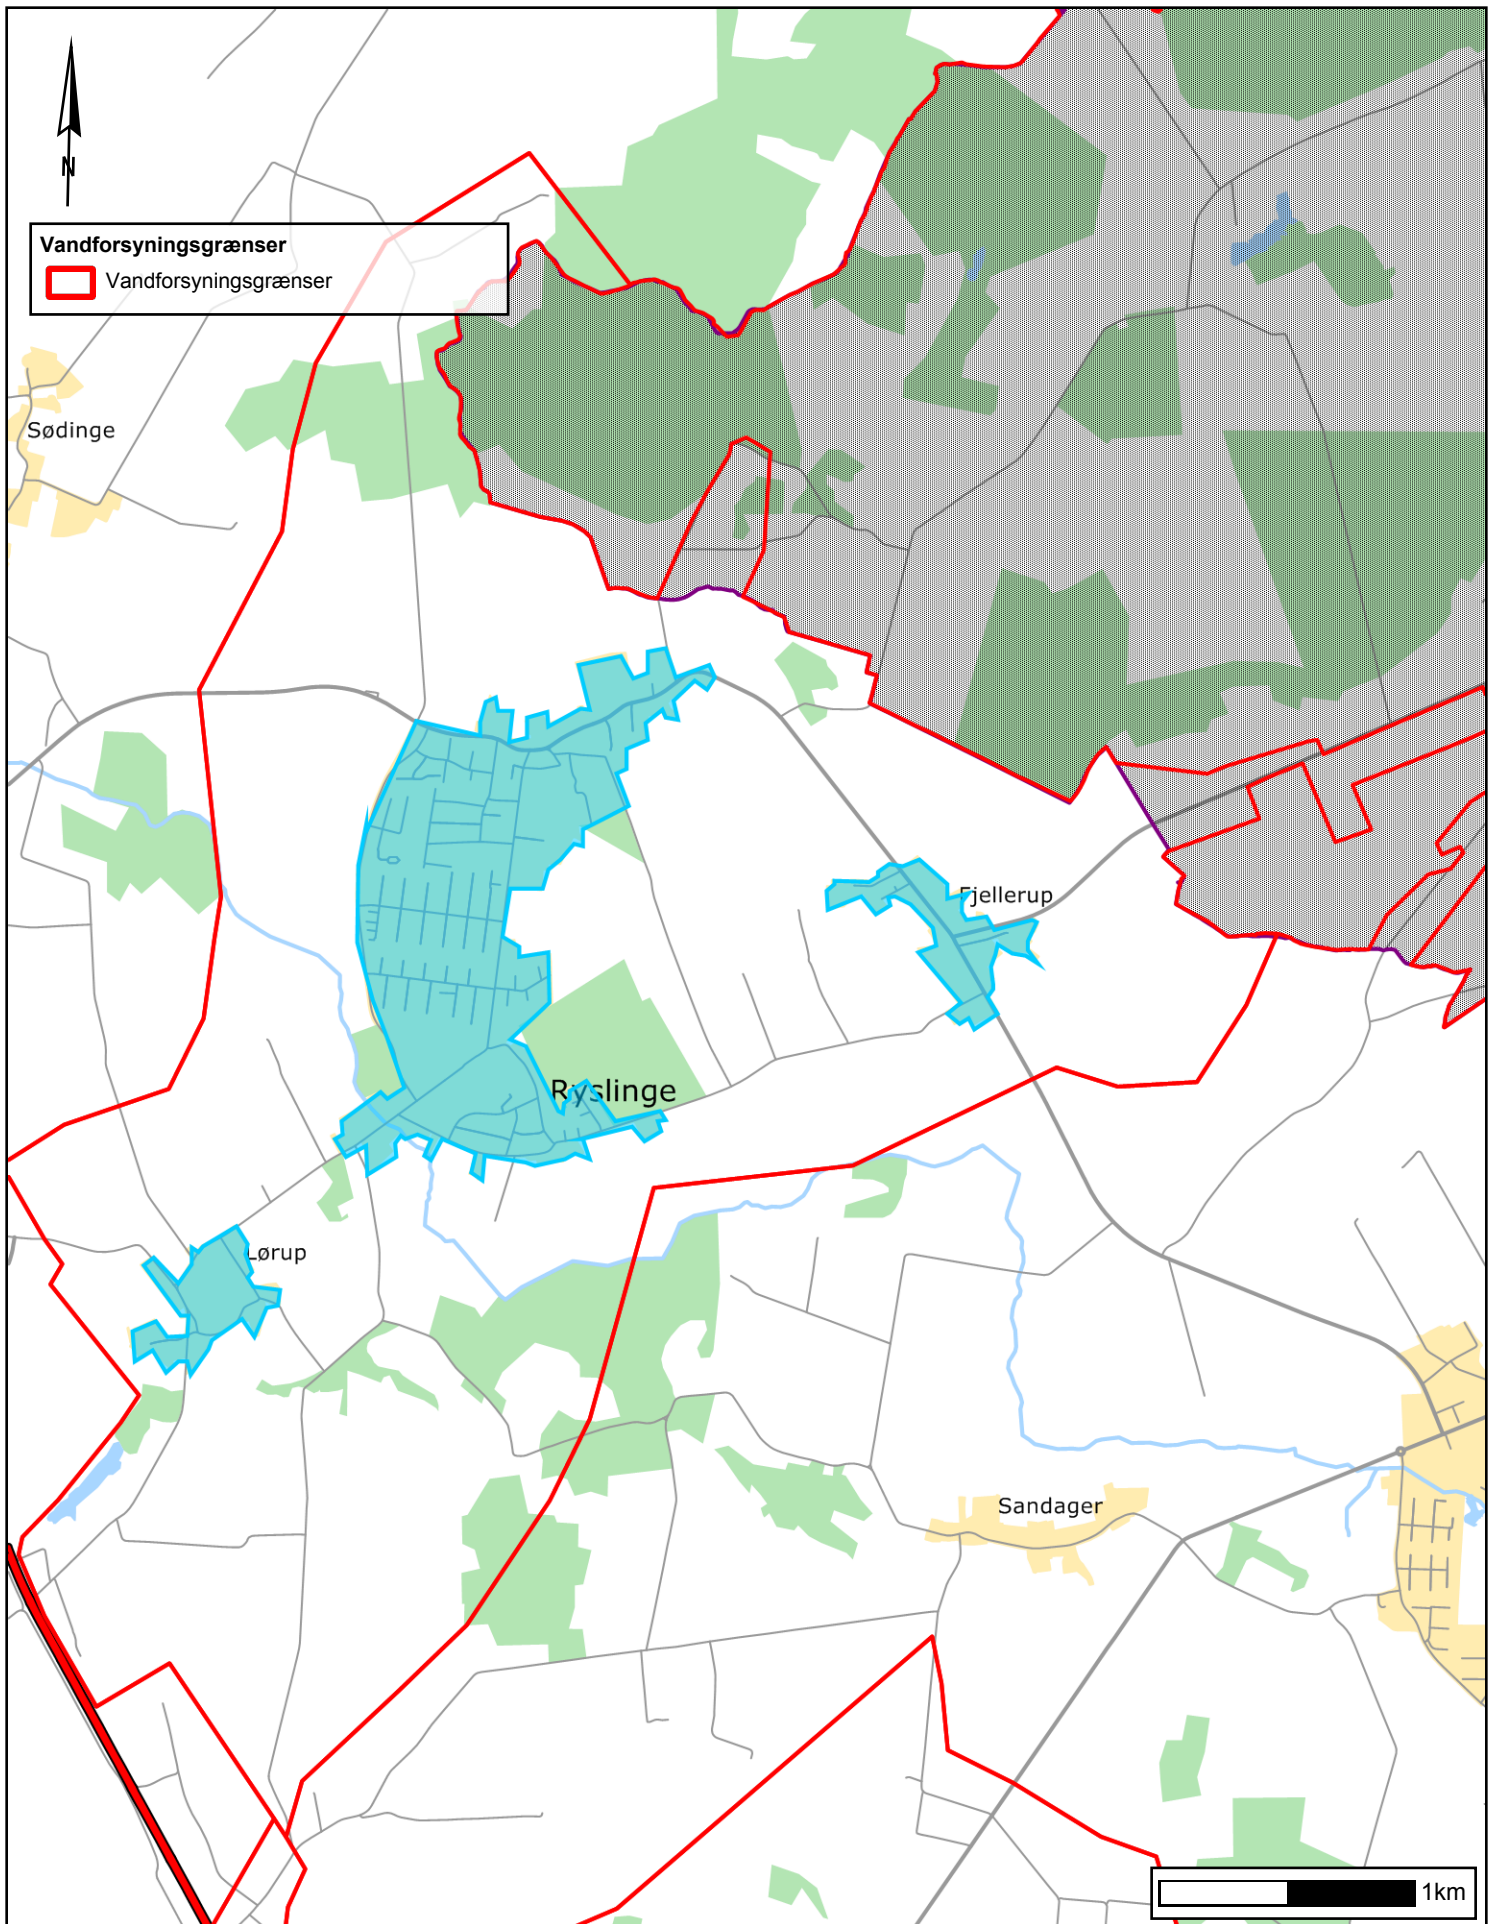 N
Vandforsyningsgrænser
Vandforsyningsgrænser
Sødinge
Fjellerup
Ryslinge
Lørup
Sandager
1km